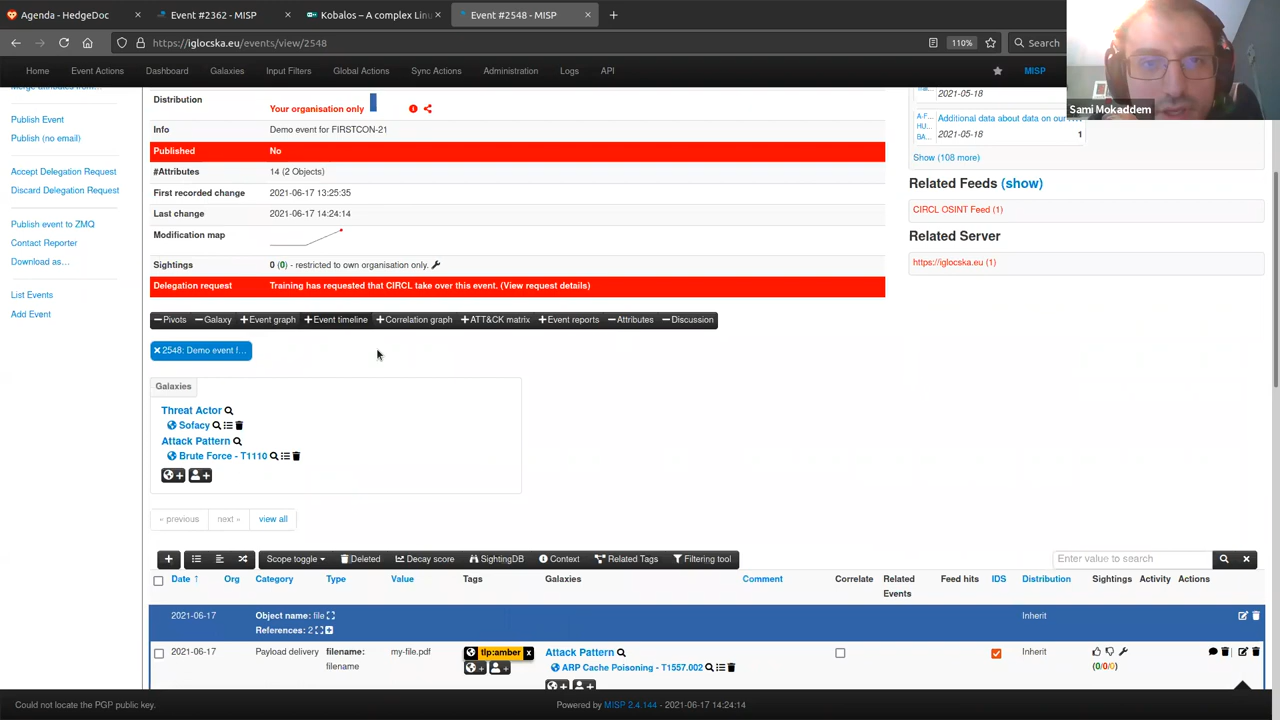 Agenda - HedgeDoc × Event #2362 - MISP × Kobalos – A complex Linu × Event #2548 - MISP × +
https://iglocska.eu/events/view/2548 110% Search
Home Event Actions Dashboard Galaxies Input Filters Global Actions Sync Actions Administration Logs API MISP
Sami Mokaddem
Merge attributes from…
Publish Event
Publish (no email)
Accept Delegation Request
Discard Delegation Request
Publish event to ZMQ
Contact Reporter
Download as…
List Events
Add Event
Distribution Your organisation only
Info Demo event for FIRSTCON-21
Published No
#Attributes 14 (2 Objects)
First recorded change 2021-06-17 13:25:35
Last change 2021-06-17 14:24:14
Modification map
Sightings 0 (0) - restricted to own organisation only.
Delegation request Training has requested that CIRCL take over this event. (View request details)
2021-05-18
Additional data about data on our
2021-05-18 1
Show (108 more)
Related Feeds (show)
CIRCL OSINT Feed (1)
Related Server
https://iglocska.eu (1)
−Pivots −Galaxy +Event graph +Event timeline +Correlation graph +ATT&CK matrix +Event reports −Attributes −Discussion
× 2548: Demo event f…
Galaxies
Threat Actor
Sofacy
Attack Pattern
Brute Force - T1110
« previous next » view all
+ Scope toggle Deleted Decay score SightingDB Context Related Tags Filtering tool Enter value to search
Date ↑ Org Category Type Value Tags Galaxies Comment Correlate Related Events Feed hits IDS Distribution Sightings Activity Actions
2021-06-17 Object name: file Inherit
References: 2
2021-06-17 Payload delivery filename: filename my-file.pdf tlp:amber x Attack Pattern Inherit
ARP Cache Poisoning - T1557.002 (0/0/0)
Could not locate the PGP public key. Powered by MISP 2.4.144 - 2021-06-17 14:24:14